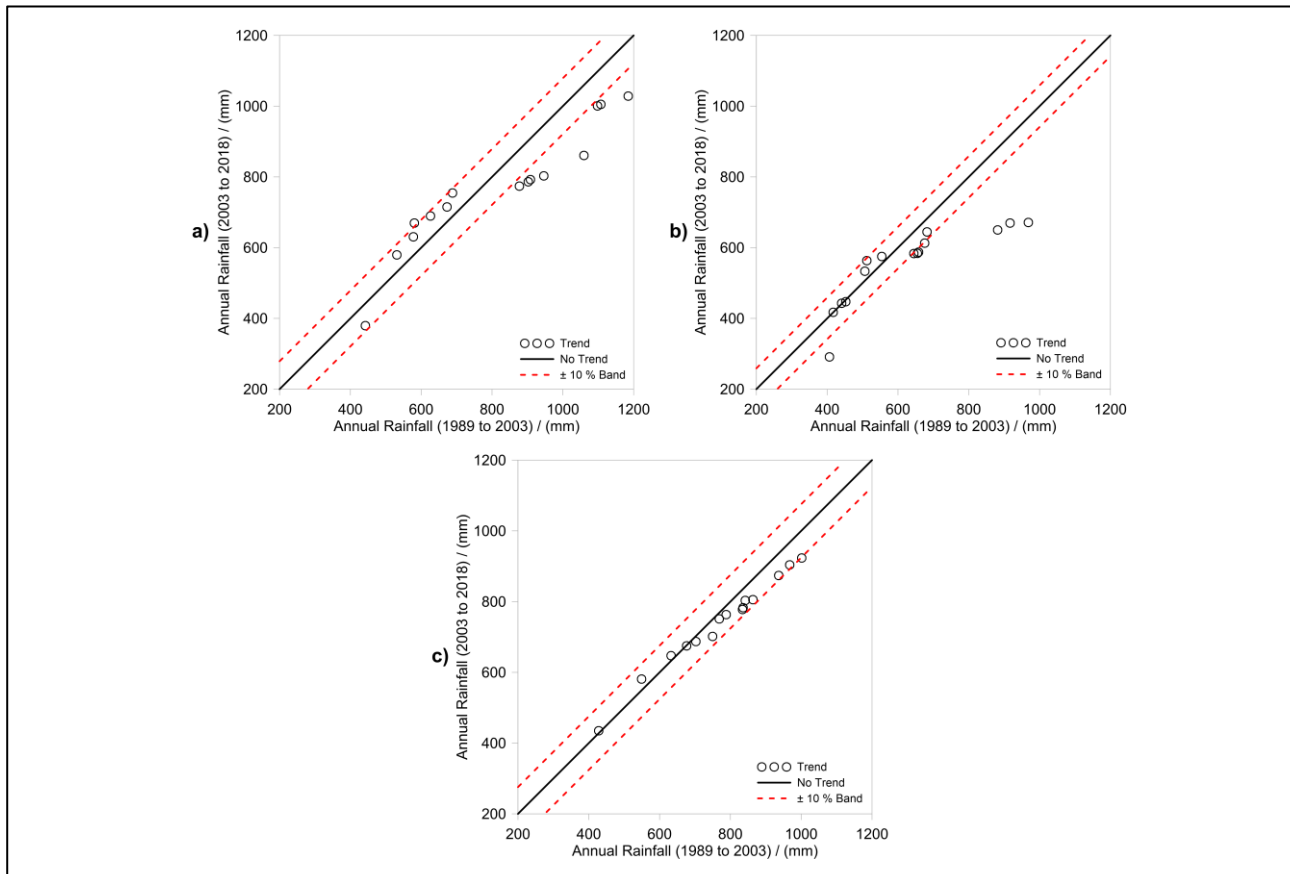 a)
Annual Rainfall (2003 to 2018) / (mm)
1200
1000
800
600
400
200
○○○ Trend
No Trend
± 10 % Band
200 400 600 800 1000 1200
Annual Rainfall (1989 to 2003) / (mm)
b)
Annual Rainfall (2003 to 2018) / (mm)
1200
1000
800
600
400
200
Trend
No Trend
± 10 % Band
200 400 600 800 1000 1200
Annual Rainfall (1989 to 2003) / (mm)
c)
Annual Rainfall (2003 to 2018) / (mm)
1200
1000
800
600
400
200
Trend
No Trend
± 10 % Band
200 400 600 800 1000 1200
Annual Rainfall (1989 to 2003) / (mm)